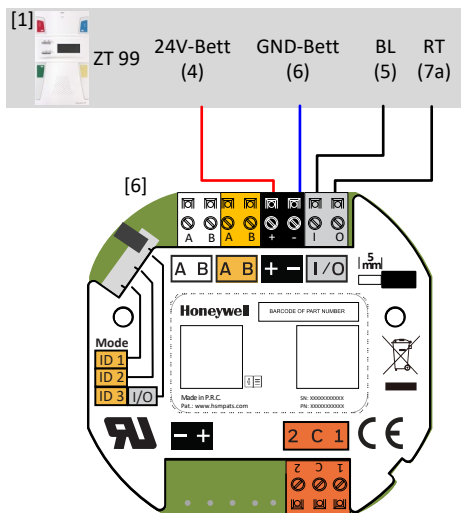 [1]
ZT 99
24V-Bett
(4)
GND-Bett
(6)
BL
(5)
RT
(7a)
[6]
A B A B + - I O
A B A B + - I/O
5
mm
Honeywell
BARCODE OF PART NUMBER
Mode
ID 1
ID 2
ID 3 I/O
Made in P.R.C.
Pat.: www.hsmpats.com
SN: XXXXXXXXXXX
PN: XXXXXXXXXXX
- +
2 C 1
CE
2 C 1